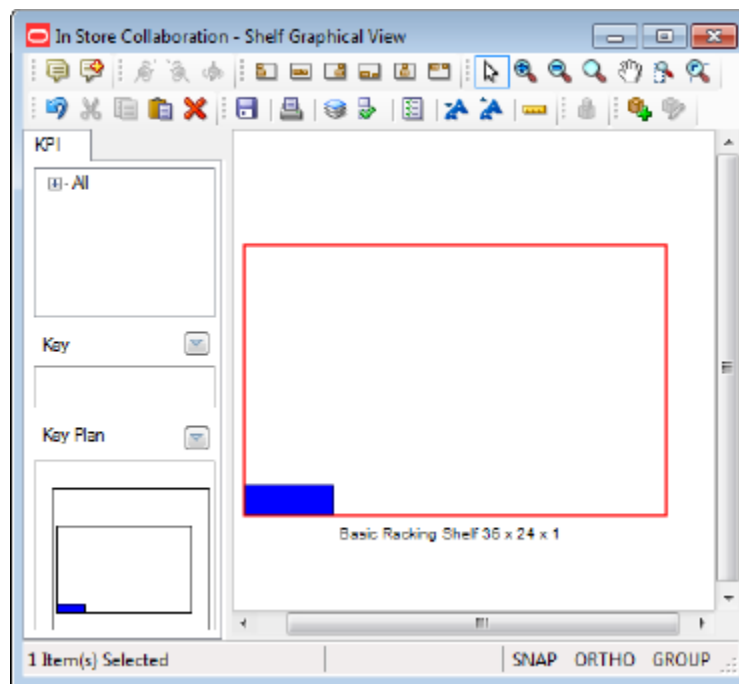 In Store Collaboration - Shelf Graphical View
KPI
All
Key
Key Plan
Basic Racking Shelf 36 x 24 x 1
1 Item(s) Selected
SNAP ORTHO GROUP